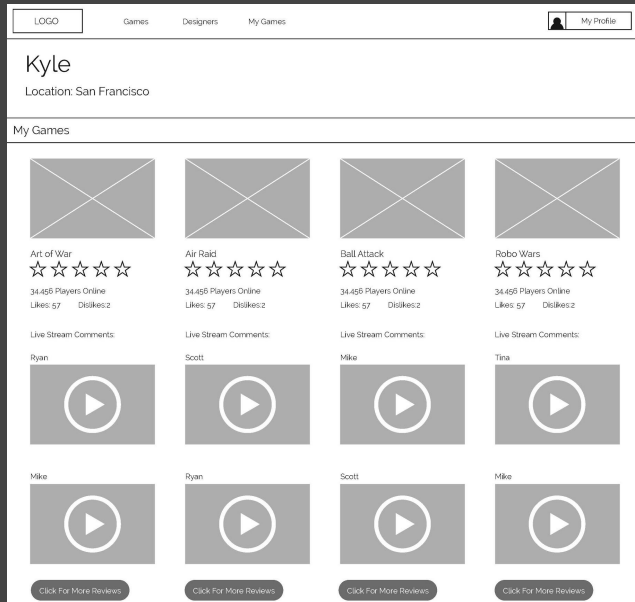 LOGO
Games
Designers
My Games
My Profile
Kyle
Location: San Francisco
My Games
Art of War
34,456 Players Online
Likes: 57 Dislikes:2
Live Stream Comments:
Ryan
Mike
Click For More Reviews
Air Raid
34,456 Players Online
Likes: 57 Dislikes:2
Live Stream Comments:
Scott
Ryan
Click For More Reviews
Ball Attack
34,456 Players Online
Likes: 57 Dislikes:2
Live Stream Comments:
Mike
Scott
Click For More Reviews
Robo Wars
34,456 Players Online
Likes: 57 Dislikes:2
Live Stream Comments:
Tina
Mike
Click For More Reviews